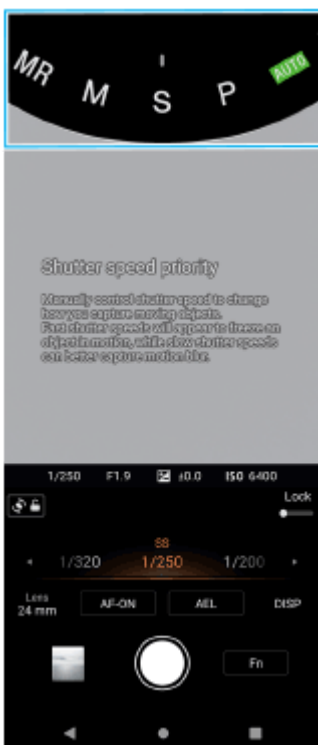 MR M S P AUTO
Shutter speed priority
Manually control shutter speed to change
how you capture moving objects.
Fast shutter speeds will appear to freeze an
object in motion, while slow shutter speeds
can better capture motion blur.
1/250 F1.9 ±0.0 ISO 6400
Lock
SS
1/320 1/250 1/200
Lens
24 mm AF-ON AEL DISP
Fn